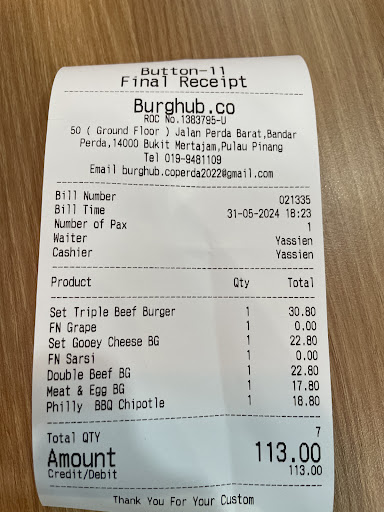 Button-11
Final Receipt
Burghub.co
ROC No.1383795-U
50 ( Ground Floor ) Jalan Perda Barat,Bandar
Perda,14000 Bukit Mertajam,Pulau Pinang
Tel 019-9481109
Email burghub.coperda2022@gmail.com
Bill Number 021335
Bill Time 31-05-2024 18:23
Number of Pax 1
Waiter Yassien
Cashier Yassien
Product Qty Total
Set Triple Beef Burger 1 30.80
FN Grape 1 0.00
Set Gooey Cheese BG 1 22.80
FN Sarsi 1 0.00
Double Beef BG 1 22.80
Meat & Egg BG 1 17.80
Philly BBQ Chipotle 1 18.80
Total QTY 7
Amount 113.00
Credit/Debit 113.00
Thank You For Your Custom